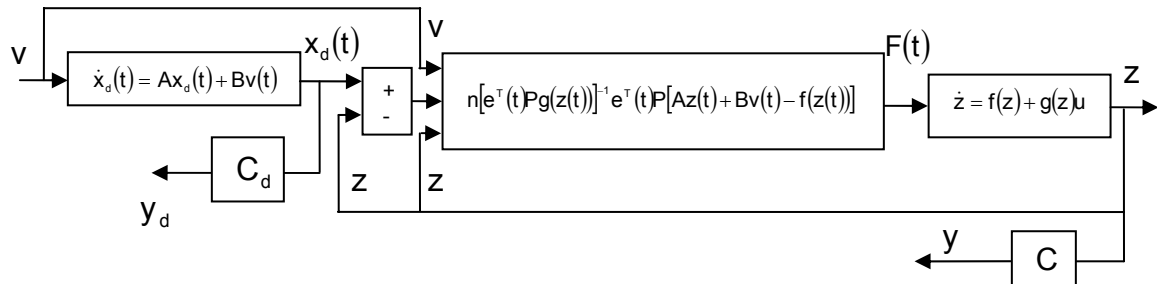 v
ẋ_d(t) = Ax_d(t) + Bv(t)
x_d(t)
+
-
v
n[e^T(t)Pg(z(t))]^-1 e^T(t)P[Az(t) + Bv(t) − f(z(t))]
F(t)
ż = f(z) + g(z)u
z
C_d
y_d
z
z
y
C